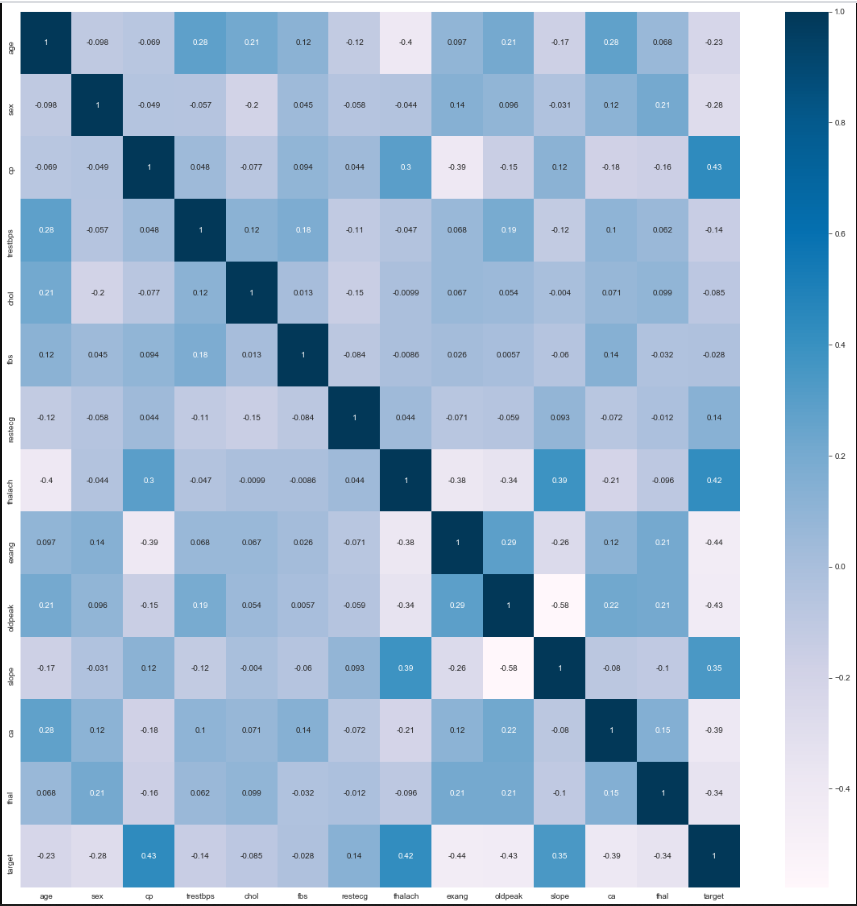 age 1 -0.098 -0.069 0.28 0.21 0.12 -0.12 -0.4 0.097 0.21 -0.17 0.28 0.068 -0.23
sex -0.098 1 -0.049 -0.057 -0.2 0.045 -0.058 -0.044 0.14 0.096 -0.031 0.12 0.21 -0.28
cp -0.069 -0.049 1 0.048 -0.077 0.094 0.044 0.3 -0.39 -0.15 0.12 -0.18 -0.16 0.43
trestbps 0.28 -0.057 0.048 1 0.12 0.18 -0.11 -0.047 0.068 0.19 -0.12 0.1 0.062 -0.14
chol 0.21 -0.2 -0.077 0.12 1 0.013 -0.15 -0.0099 0.067 0.054 -0.004 0.071 0.099 -0.085
fbs 0.12 0.045 0.094 0.18 0.013 1 -0.084 -0.0086 0.026 0.0057 -0.06 0.14 -0.032 -0.028
restecg -0.12 -0.058 0.044 -0.11 -0.15 -0.084 1 0.044 -0.071 -0.059 0.093 -0.072 -0.012 0.14
thalach -0.4 -0.044 0.3 -0.047 -0.0099 -0.0086 0.044 1 -0.38 -0.34 0.39 -0.21 -0.096 0.42
exang 0.097 0.14 -0.39 0.068 0.067 0.026 -0.071 -0.38 1 0.29 -0.26 0.12 0.21 -0.44
oldpeak 0.21 0.096 -0.15 0.19 0.054 0.0057 -0.059 -0.34 0.29 1 -0.58 0.22 0.21 -0.43
slope -0.17 -0.031 0.12 -0.12 -0.004 -0.06 0.093 0.39 -0.26 -0.58 1 -0.08 -0.1 0.35
ca 0.28 0.12 -0.18 0.1 0.071 0.14 -0.072 -0.21 0.12 0.22 -0.08 1 0.15 -0.39
thal 0.068 0.21 -0.16 0.062 0.099 -0.032 -0.012 -0.096 0.21 0.21 -0.1 0.15 1 -0.34
target -0.23 -0.28 0.43 -0.14 -0.085 -0.028 0.14 0.42 -0.44 -0.43 0.35 -0.39 -0.34 1
age sex cp trestbps chol fbs restecg thalach exang oldpeak slope ca thal target
1.0
0.8
0.6
0.4
0.2
0.0
-0.2
-0.4